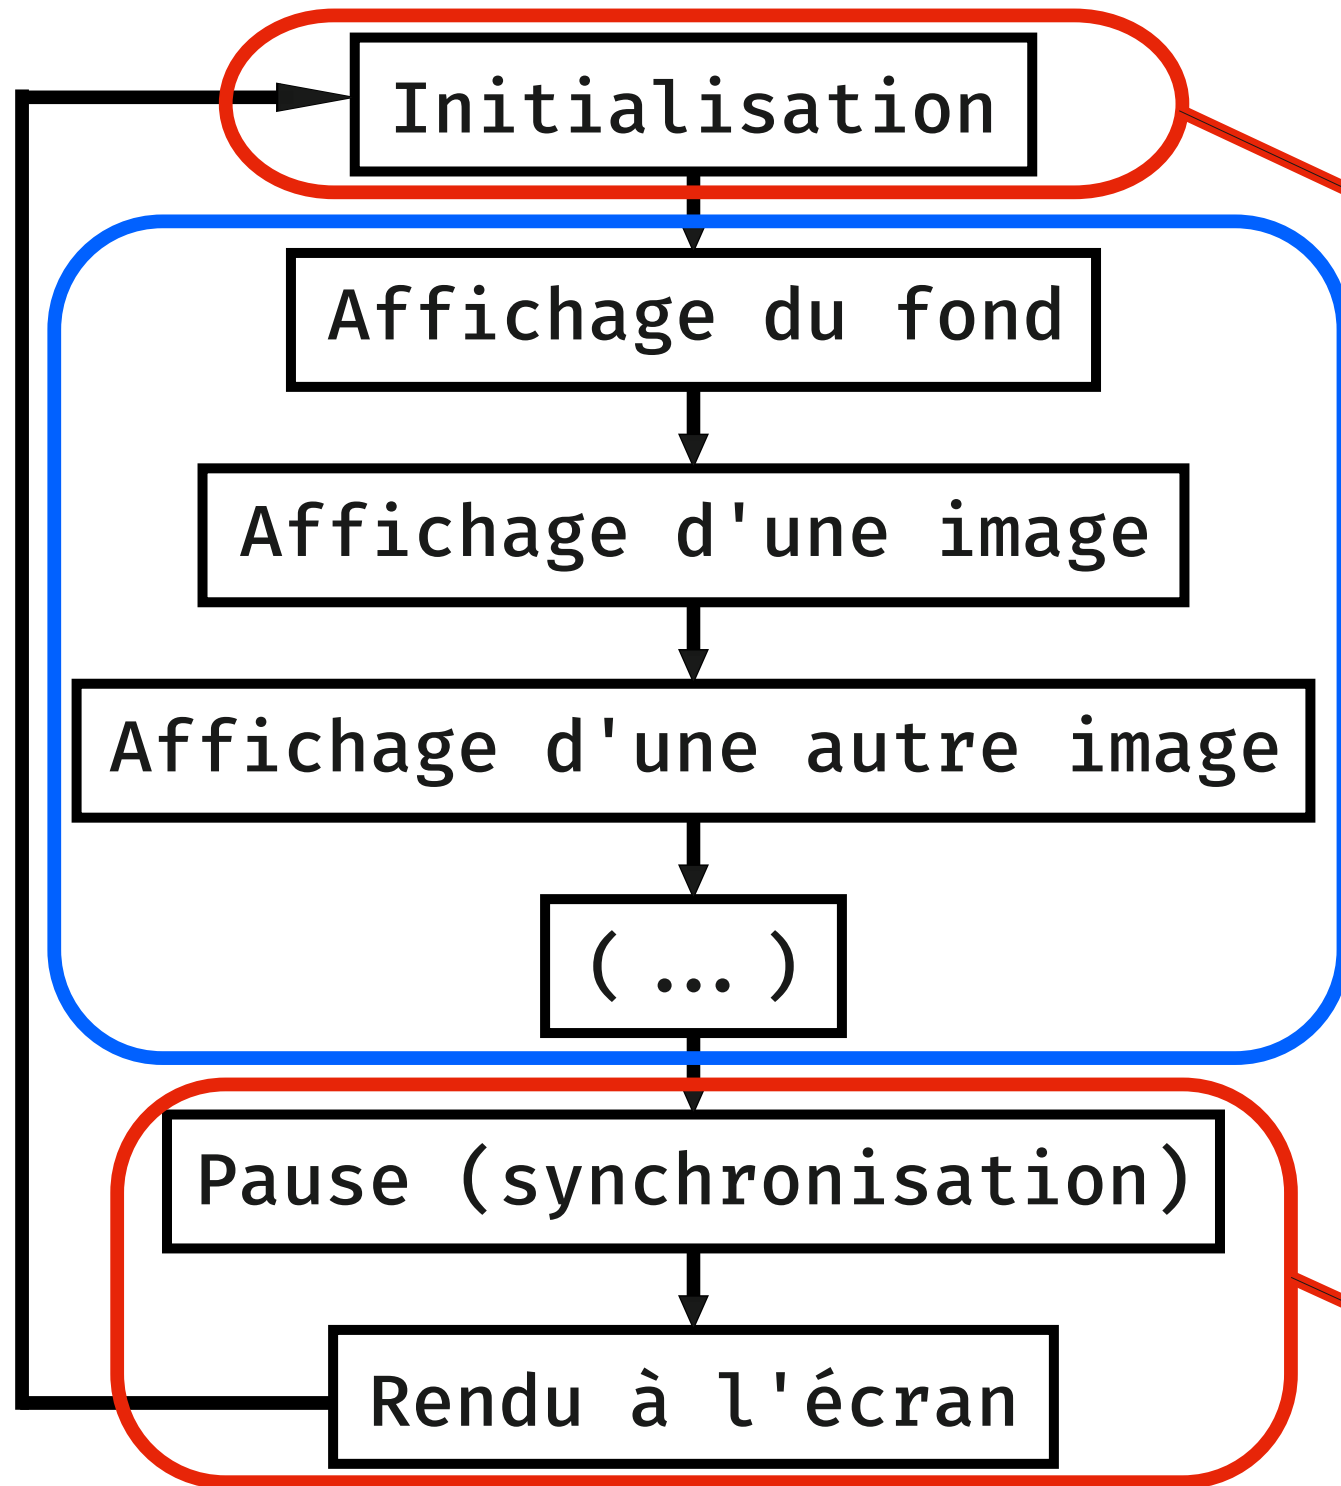 Initialisation
Affichage du fond
Affichage d'une image
Affichage d'une autre image
(...)
Pause (synchronisation)
Rendu à l'écran